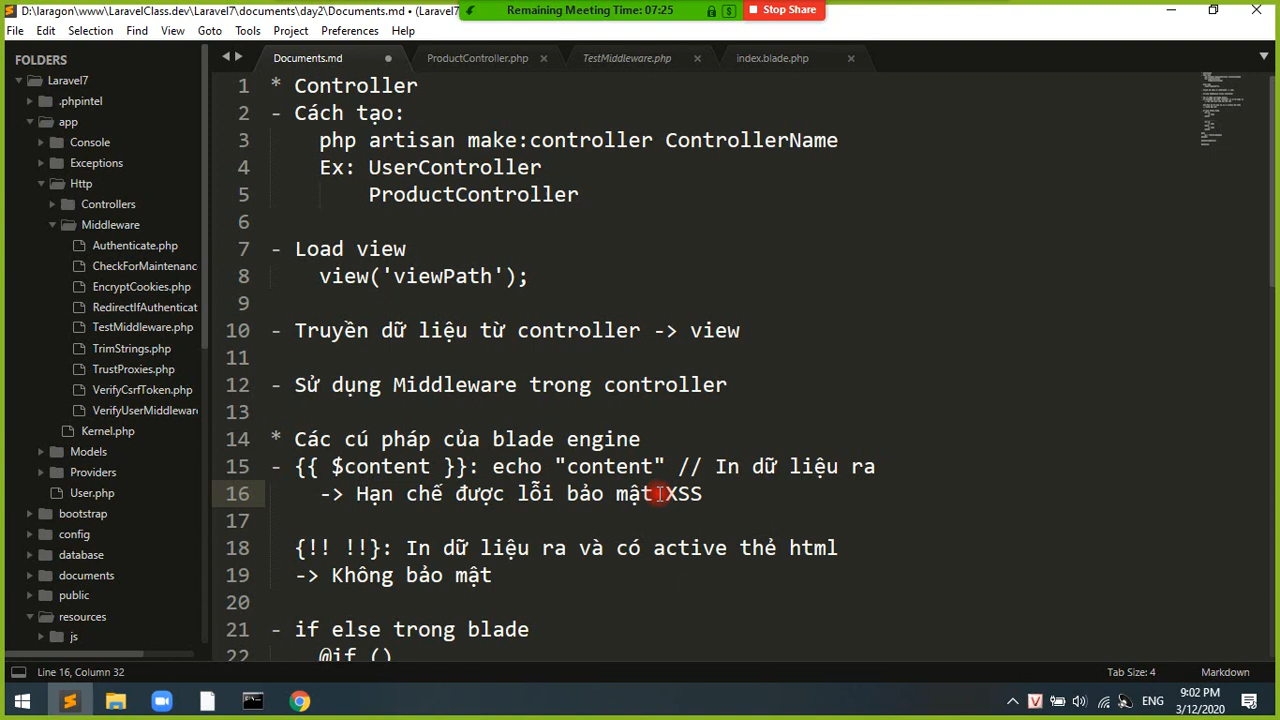 D:\laragon\www\LaravelClass.dev\Laravel7\documents\day2\Documents.md • (Laravel7
Remaining Meeting Time: 07:25
Stop Share
File Edit Selection Find View Goto Tools Project Preferences Help
FOLDERS
Laravel7
.phpintel
app
Console
Exceptions
Http
Controllers
Middleware
Authenticate.php
CheckForMaintenanc
EncryptCookies.php
RedirectIfAuthenticat
TestMiddleware.php
TrimStrings.php
TrustProxies.php
VerifyCsrfToken.php
VerifyUserMiddleware
Kernel.php
Models
Providers
User.php
bootstrap
config
database
documents
public
resources
js
Documents.md ProductController.php TestMiddleware.php index.blade.php
1 * Controller
2 - Cách tạo:
3 php artisan make:controller ControllerName
4 Ex: UserController
5 ProductController
6
7 - Load view
8 view('viewPath');
9
10 - Truyền dữ liệu từ controller -> view
11
12 - Sử dụng Middleware trong controller
13
14 * Các cú pháp của blade engine
15 - {{ $content }}: echo "content" // In dữ liệu ra
16 -> Hạn chế được lỗi bảo mật XSS
17
18 {!! !!}: In dữ liệu ra và có active thẻ html
19 -> Không bảo mật
20
21 - if else trong blade
22 @if ()
Line 16, Column 32
Tab Size: 4
Markdown
ENG
9:02 PM
3/12/2020